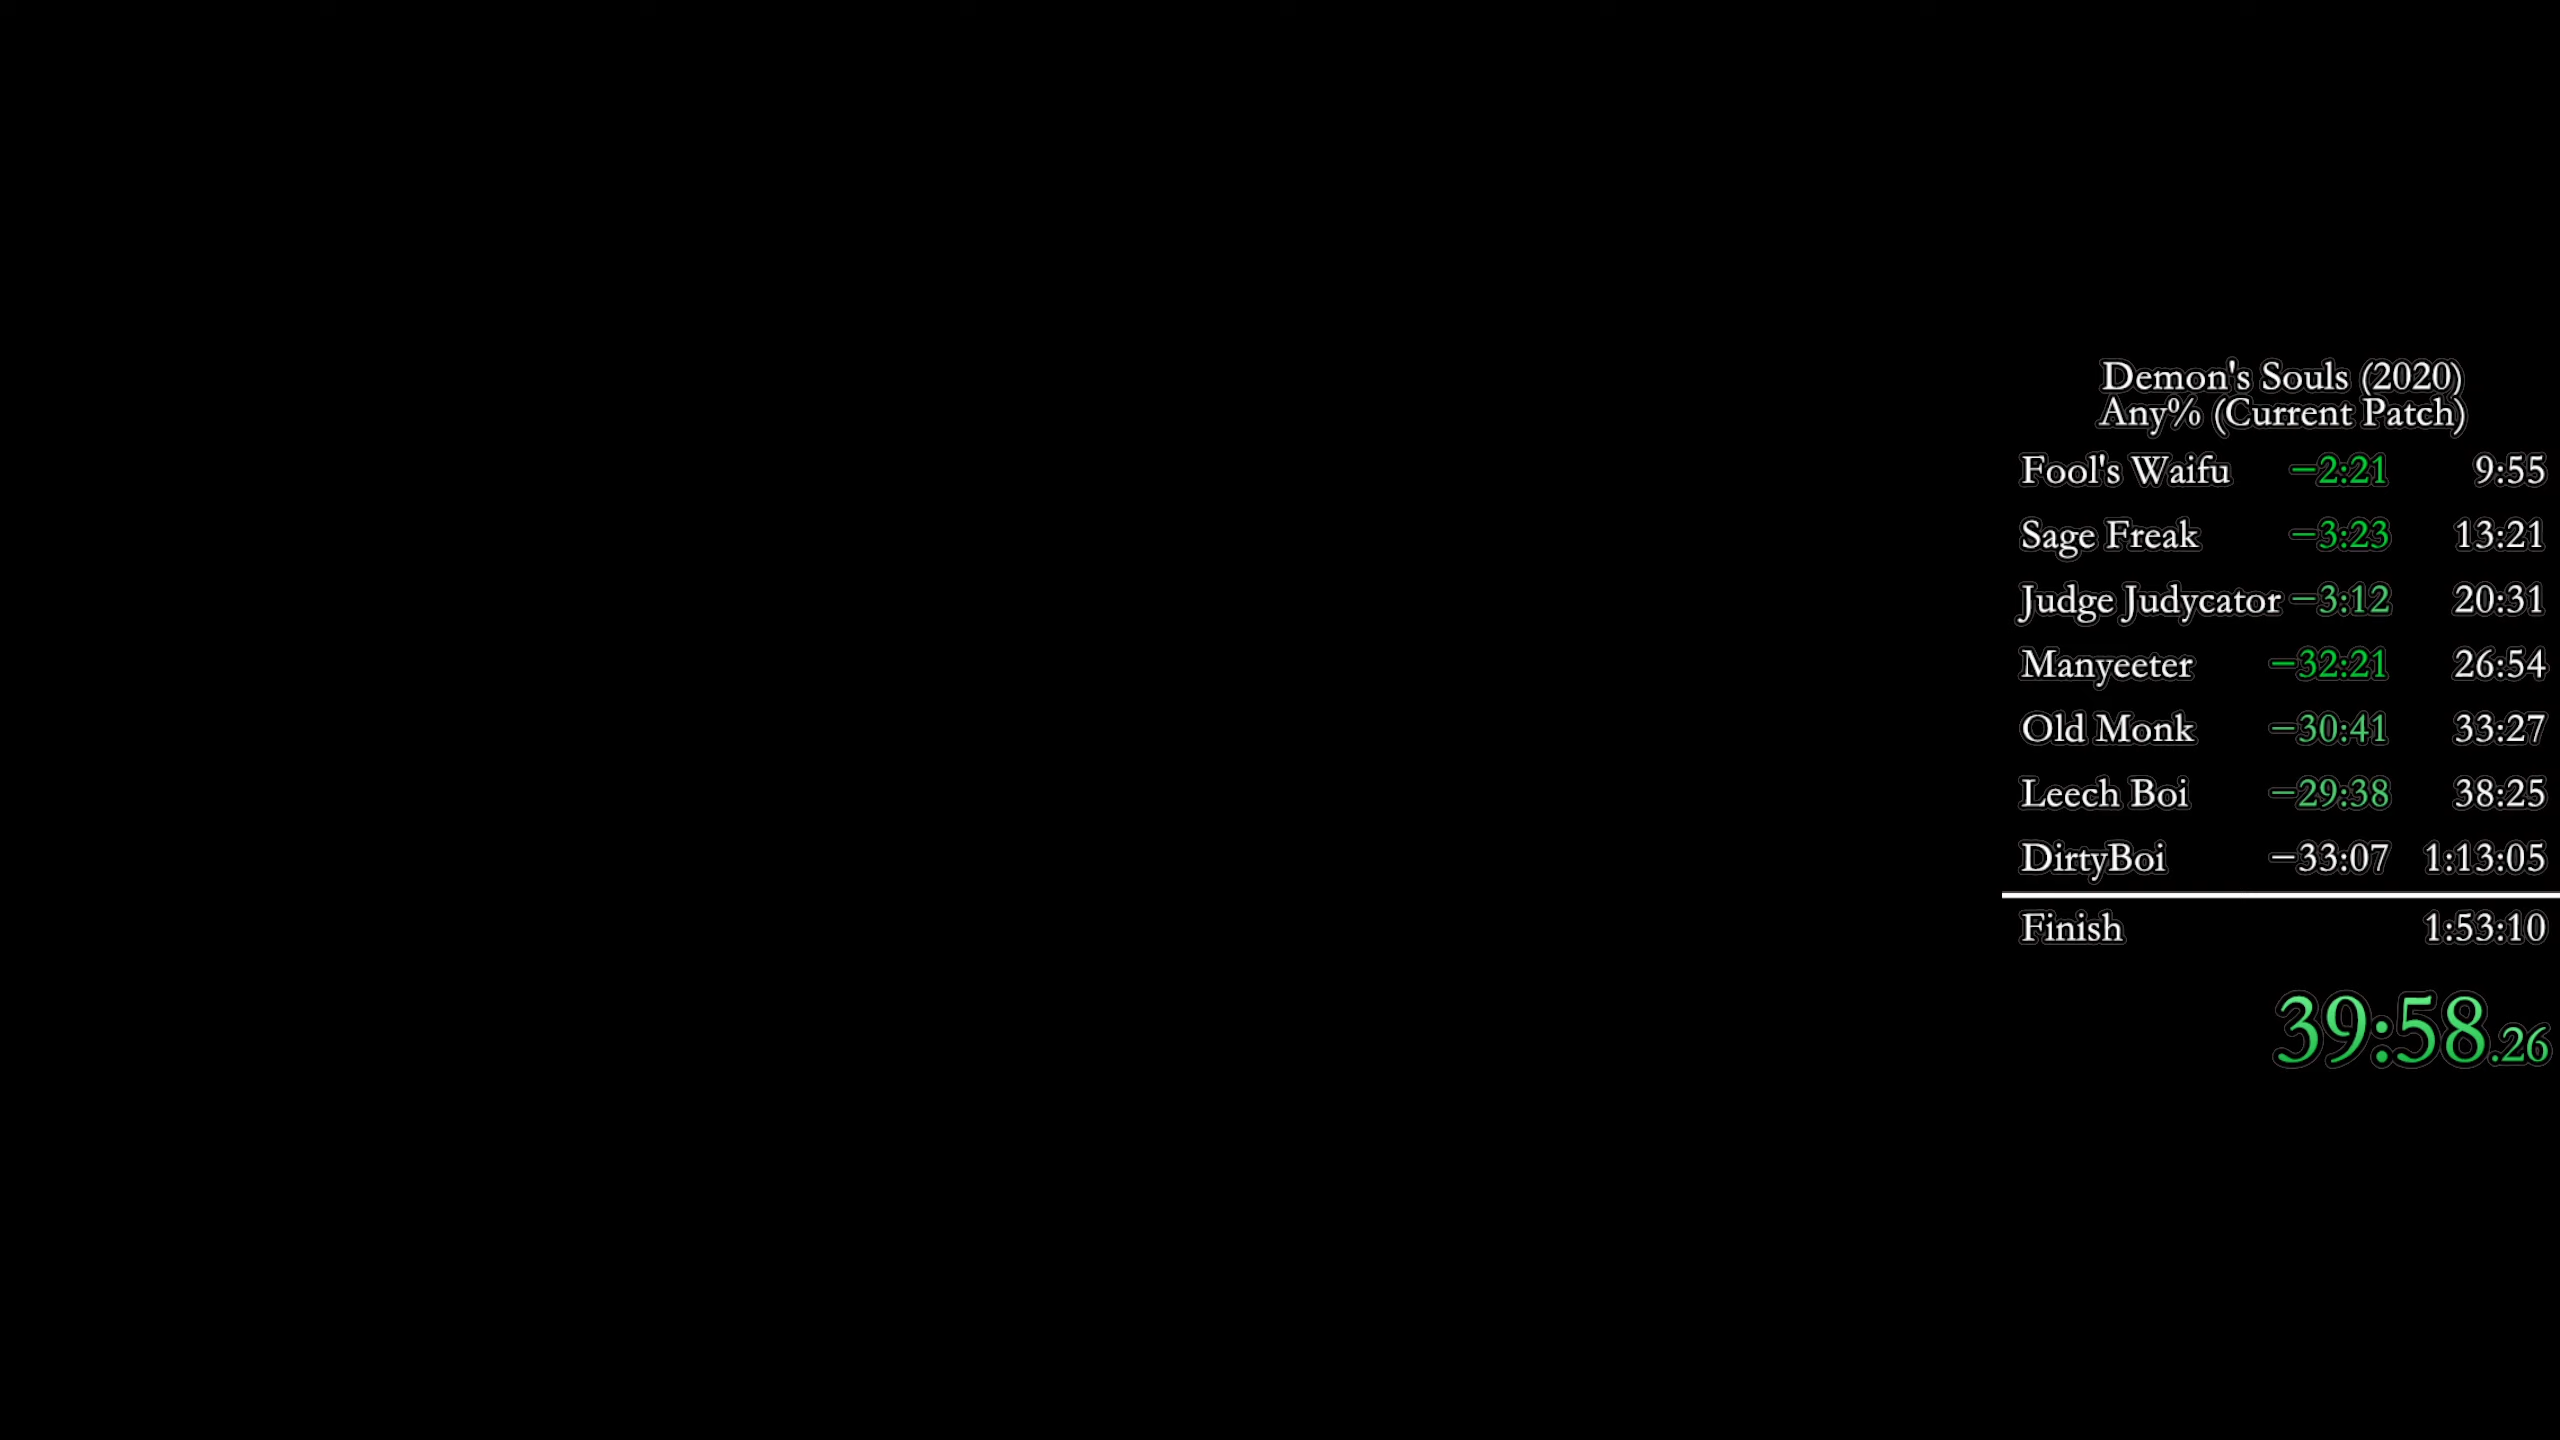 Demon's Souls (2020)
Any% (Current Patch)
Fool's Waifu −2:21 9:55
Sage Freak −3:23 13:21
Judge Judycator −3:12 20:31
Manyeeter −32:21 26:54
Old Monk −30:41 33:27
Leech Boi −29:38 38:25
DirtyBoi −33:07 1:13:05
Finish 1:53:10
39:58.26